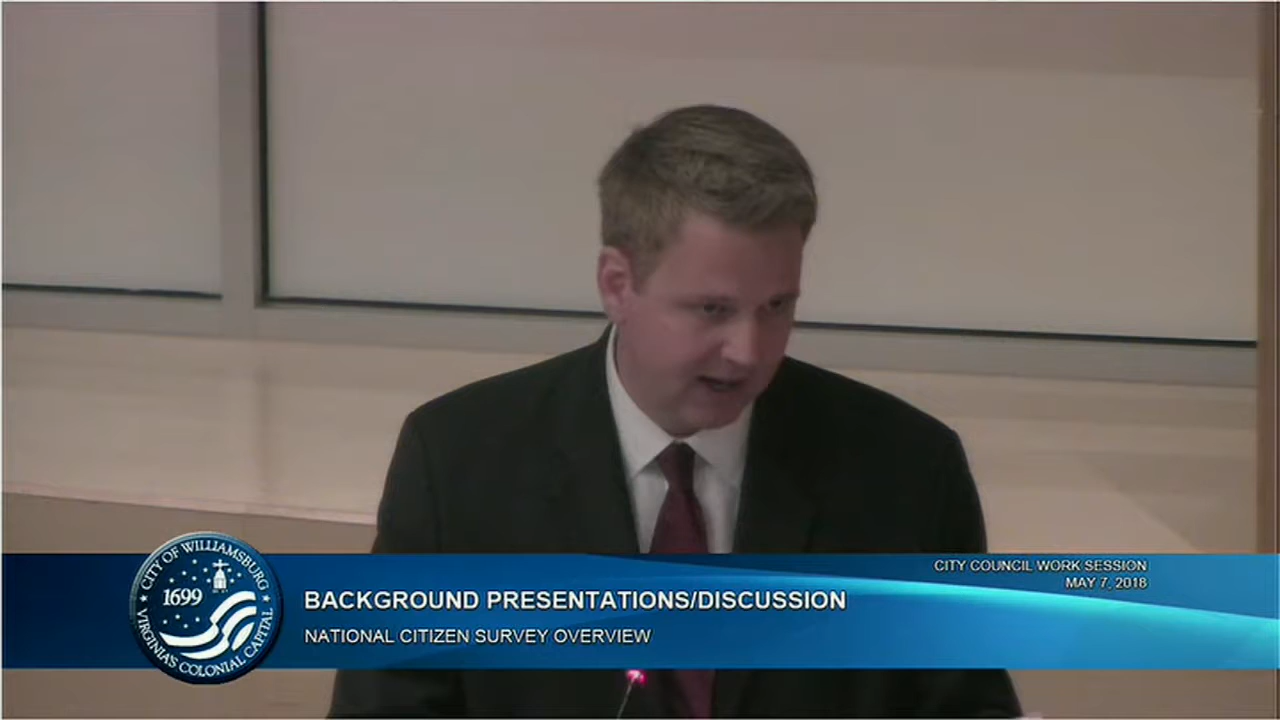 CITY COUNCIL WORK SESSION
MAY 7, 2018
CITY OF WILLIAMSBURG
1699
VIRGINIA'S COLONIAL CAPITAL
BACKGROUND PRESENTATIONS/DISCUSSION
NATIONAL CITIZEN SURVEY OVERVIEW